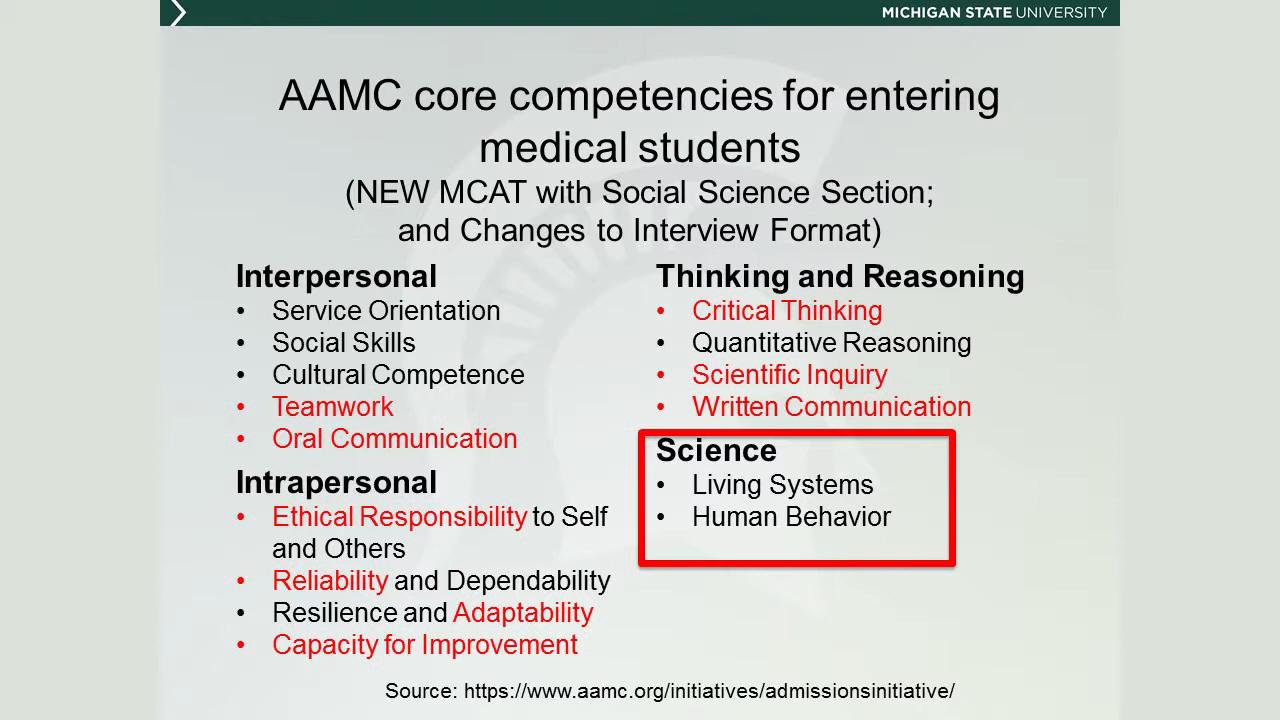 MICHIGAN STATE UNIVERSITY
AAMC core competencies for entering
medical students
(NEW MCAT with Social Science Section;
and Changes to Interview Format)
Interpersonal
• Service Orientation
• Social Skills
• Cultural Competence
• Teamwork
• Oral Communication
Intrapersonal
• Ethical Responsibility to Self
and Others
• Reliability and Dependability
• Resilience and Adaptability
• Capacity for Improvement
Thinking and Reasoning
• Critical Thinking
• Quantitative Reasoning
• Scientific Inquiry
• Written Communication
Science
• Living Systems
• Human Behavior
Source: https://www.aamc.org/initiatives/admissionsinitiative/